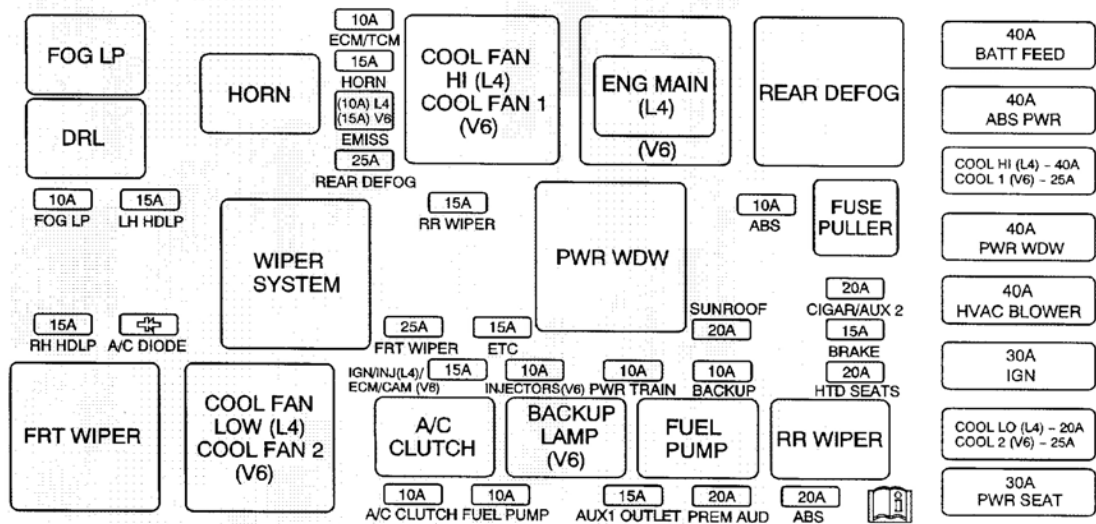 FOG LP
DRL
10A
FOG LP
15A
LH HDLP
HORN
10A
ECM/TCM
15A
HORN
(10A) L4
(15A) V6
EMISS
25A
REAR DEFOG
COOL FAN
HI (L4)
COOL FAN 1
(V6)
ENG MAIN
(L4)
(V6)
REAR DEFOG
15A
RR WIPER
10A
ABS
FUSE
PULLER
WIPER
SYSTEM
PWR WDW
15A
RH HDLP
A/C DIODE
25A
FRT WIPER
15A
ETC
SUNROOF
20A
20A
CIGAR/AUX 2
15A
BRAKE
20A
HTD SEATS
IGN/INJ(L4)/
ECM/CAM (V6)
15A
10A
INJECTORS(V6)
10A
PWR TRAIN
10A
BACKUP
FRT WIPER
COOL FAN
LOW (L4)
COOL FAN 2
(V6)
A/C
CLUTCH
BACKUP
LAMP
(V6)
FUEL
PUMP
RR WIPER
10A
A/C CLUTCH
10A
FUEL PUMP
15A
AUX1 OUTLET
20A
PREM AUD
20A
ABS
i
40A
BATT FEED
40A
ABS PWR
COOL HI (L4) – 40A
COOL 1 (V6) – 25A
40A
PWR WDW
40A
HVAC BLOWER
30A
IGN
COOL LO (L4) – 20A
COOL 2 (V6) – 25A
30A
PWR SEAT